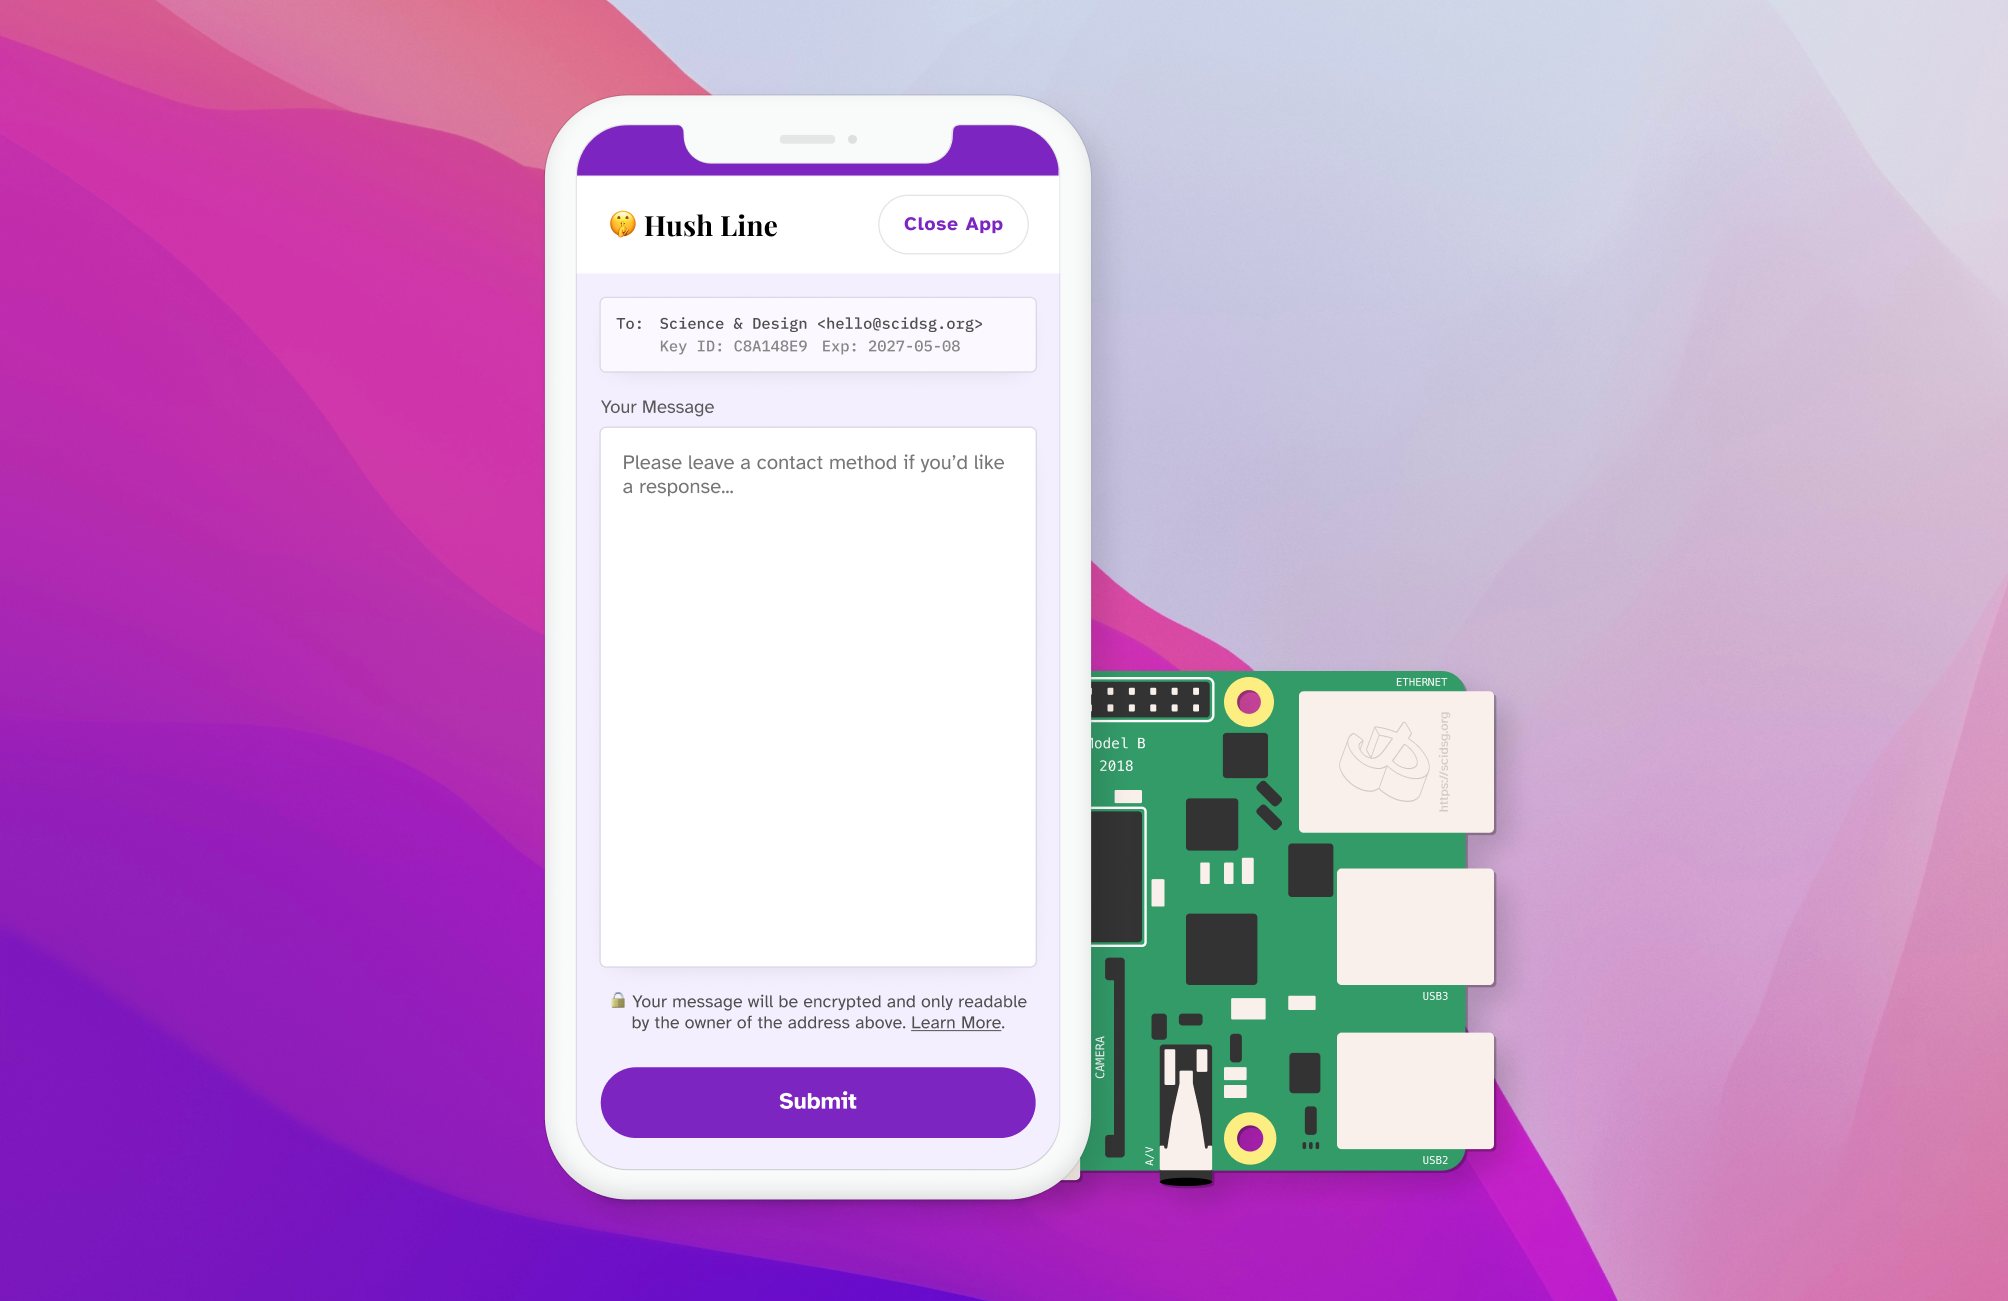 🤫 Hush Line
Close App
To: Science & Design <hello@scidsg.org>
Key ID: C8A148E9 Exp: 2027-05-08
Your Message
Please leave a contact method if you’d like
a response...
🔒 Your message will be encrypted and only readable
by the owner of the address above. Learn More.
Submit
ETHERNET
https://scidsg.org
Model B
2018
USB3
CAMERA
A/V
USB2